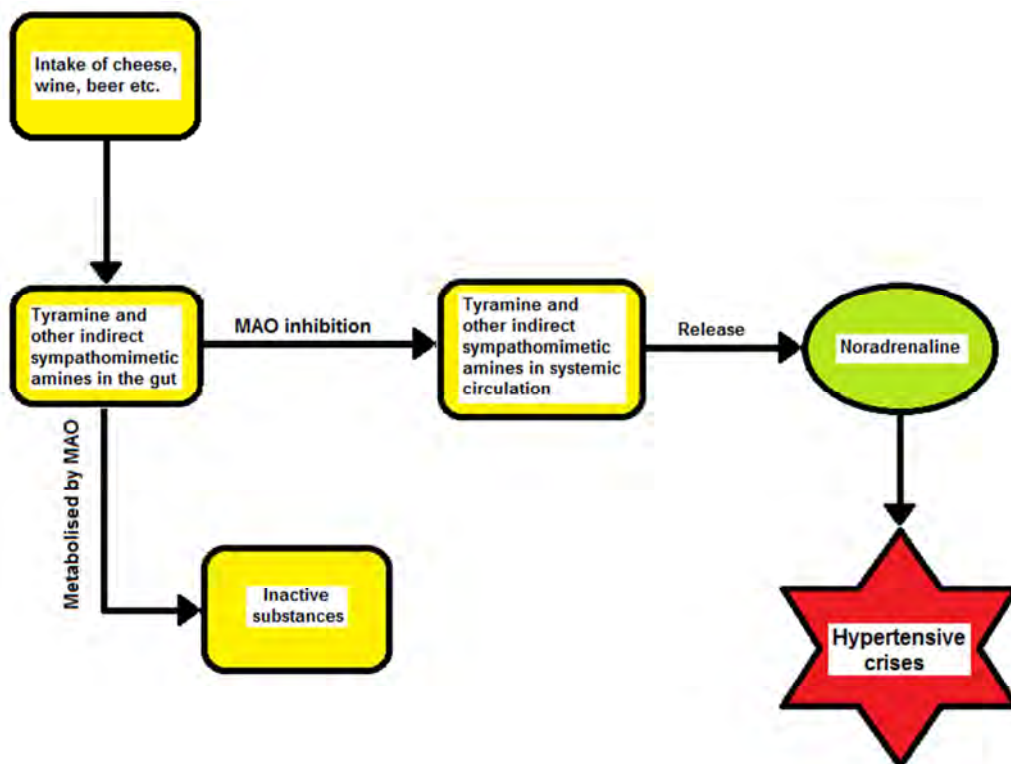 Intake of cheese,
wine, beer etc.
Tyramine and
other indirect
sympathomimetic
amines in the gut
MAO inhibition
Tyramine and
other indirect
sympathomimetic
amines in systemic
circulation
Release
Noradrenaline
Metabolised by MAO
Inactive
substances
Hypertensive
crises